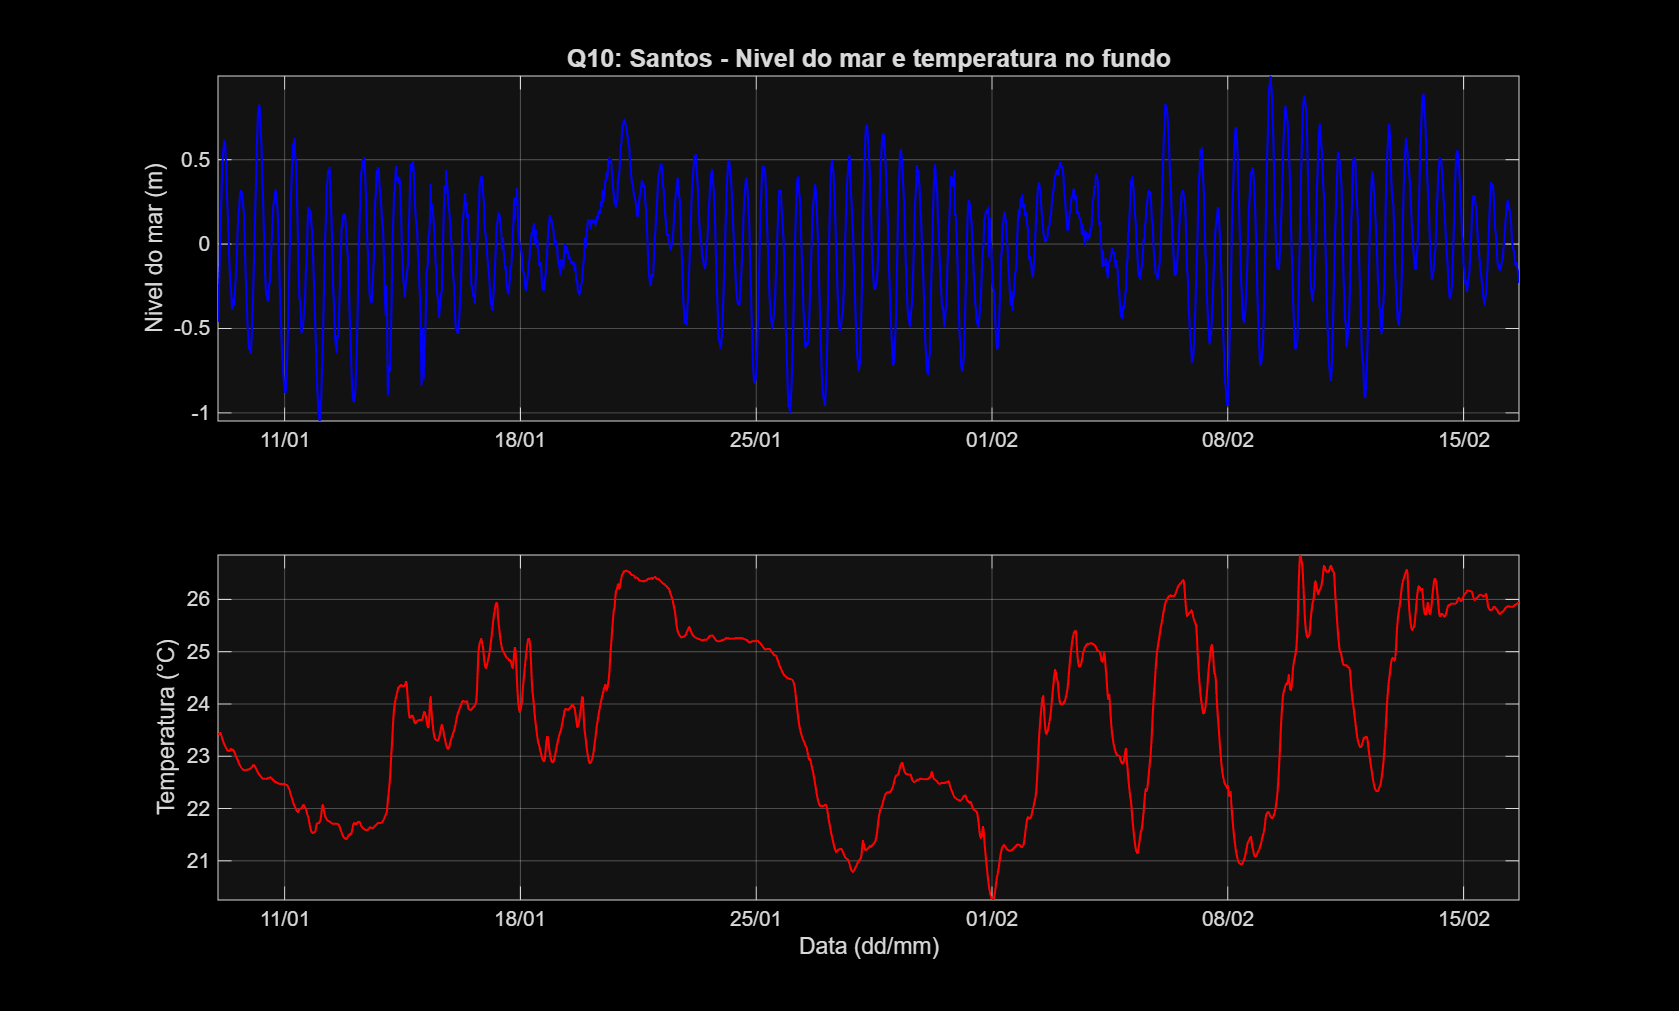 Q10: Santos - Nivel do mar e temperatura no fundo
Nivel do mar (m)
0.5
0
-0.5
-1
11/01 18/01 25/01 01/02 08/02 15/02
Temperatura (°C)
26
25
24
23
22
21
11/01 18/01 25/01 01/02 08/02 15/02
Data (dd/mm)